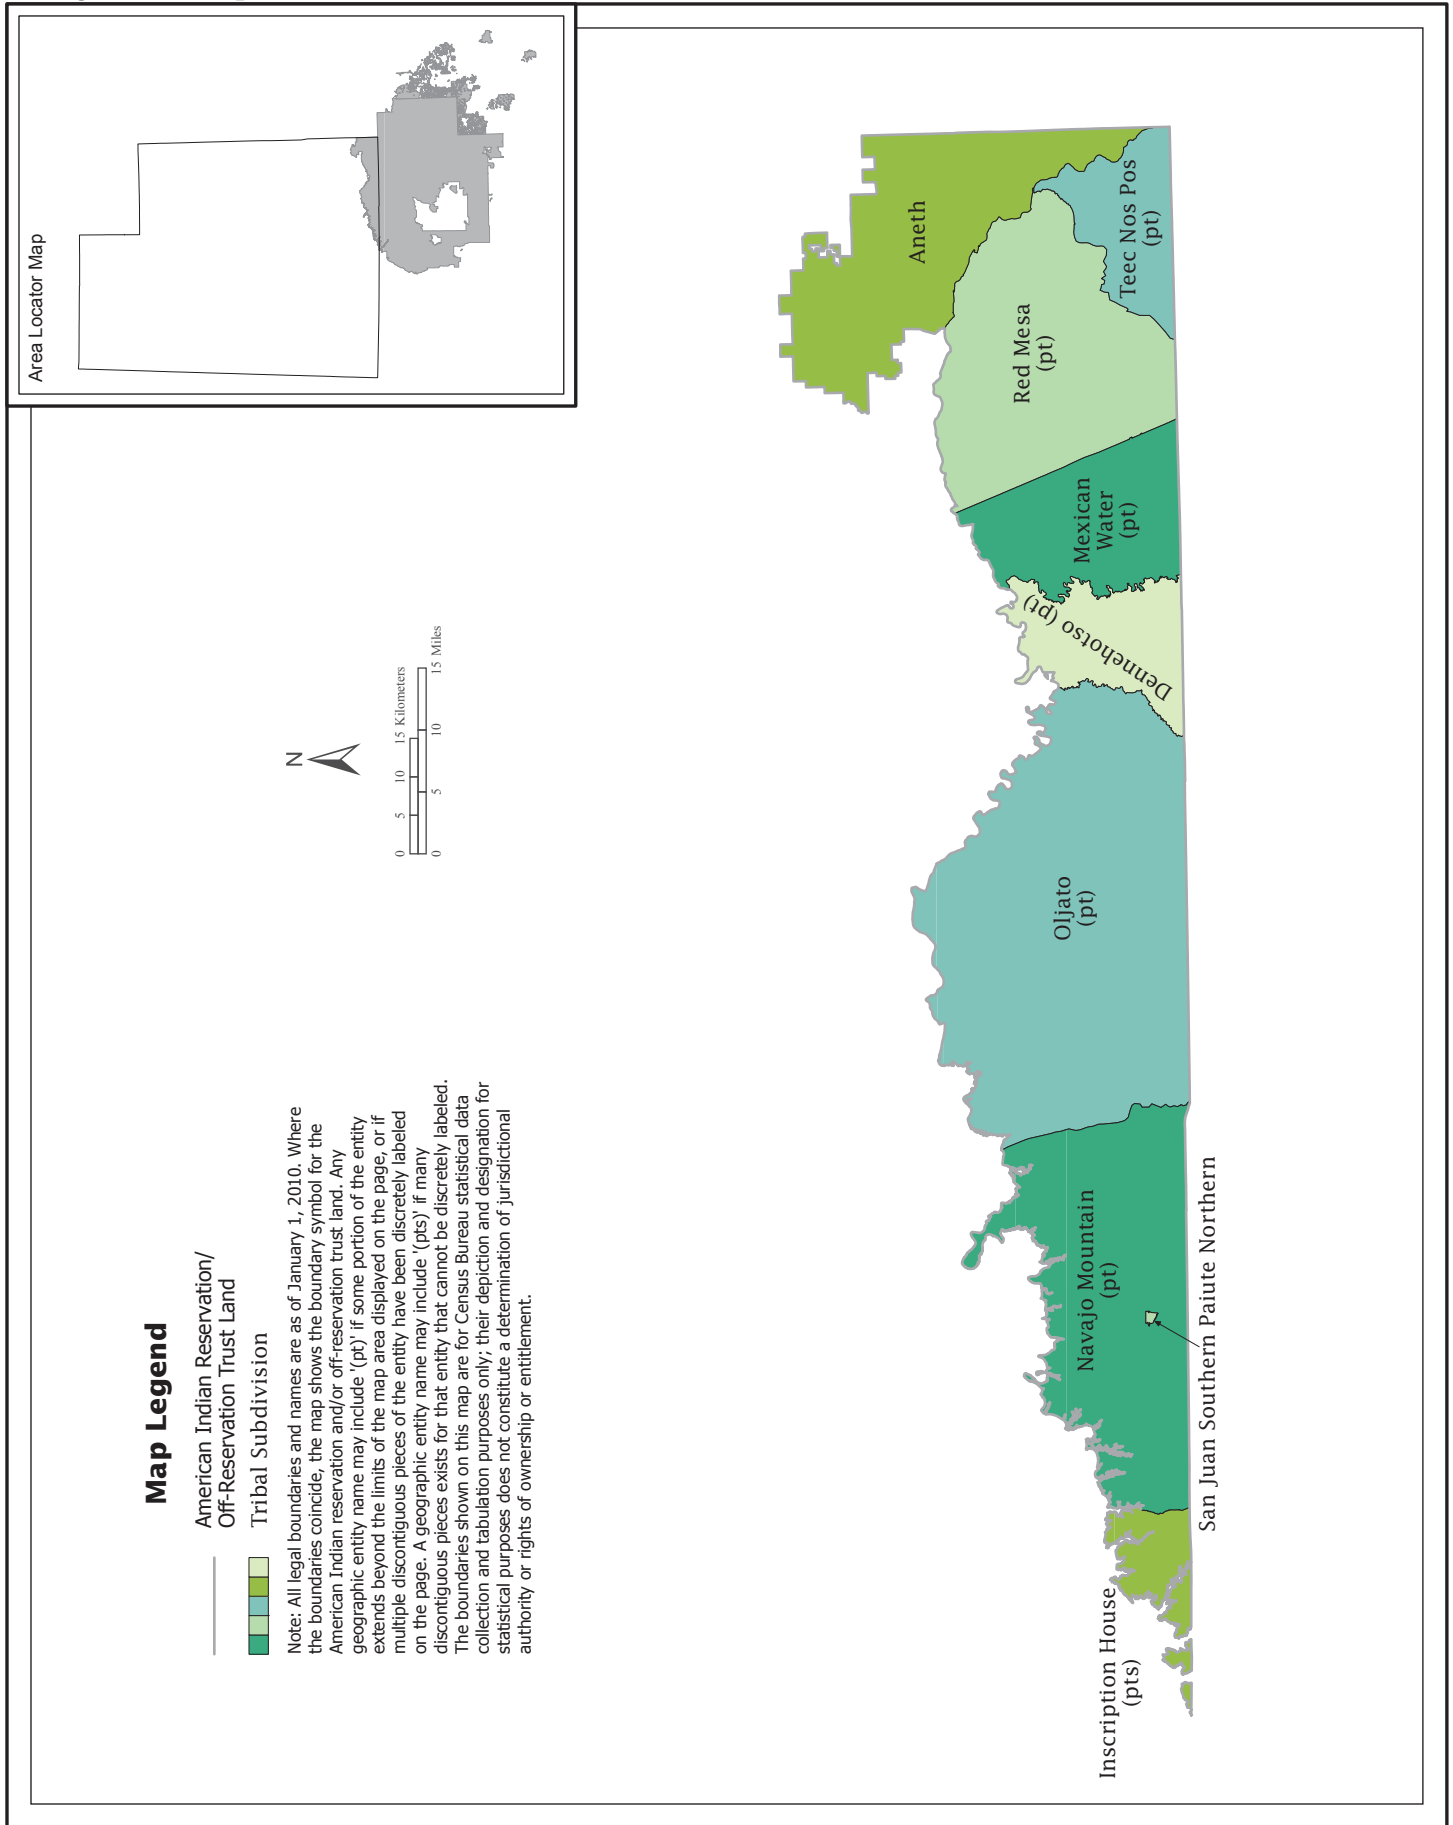 Area Locator Map
Map Legend
American Indian Reservation/
Off-Reservation Trust Land
Tribal Subdivision
Note: All legal boundaries and names are as of January 1, 2010. Where
the boundaries coincide, the map shows the boundary symbol for the
American Indian reservation and/or off-reservation trust land. Any
geographic entity name may include '(pt)' if some portion of the entity
extends beyond the limits of the map area displayed on the page, or if
multiple discontiguous pieces of the entity have been discretely labeled
on the page. A geographic entity name may include '(pts)' if many
discontiguous pieces exists for that entity that cannot be discretely labeled.
The boundaries shown on this map are for Census Bureau statistical data
collection and tabulation purposes only; their depiction and designation for
statistical purposes does not constitute a determination of jurisdictional
authority or rights of ownership or entitlement.
N
0 5 10 15 Kilometers
0 5 10 15 Miles
Aneth
Teec Nos Pos
(pt)
Red Mesa
(pt)
Mexican
Water
(pt)
Dennehotso (pt)
Oljato
(pt)
Navajo Mountain
(pt)
San Juan Southern Paiute Northern
Inscription House
(pts)